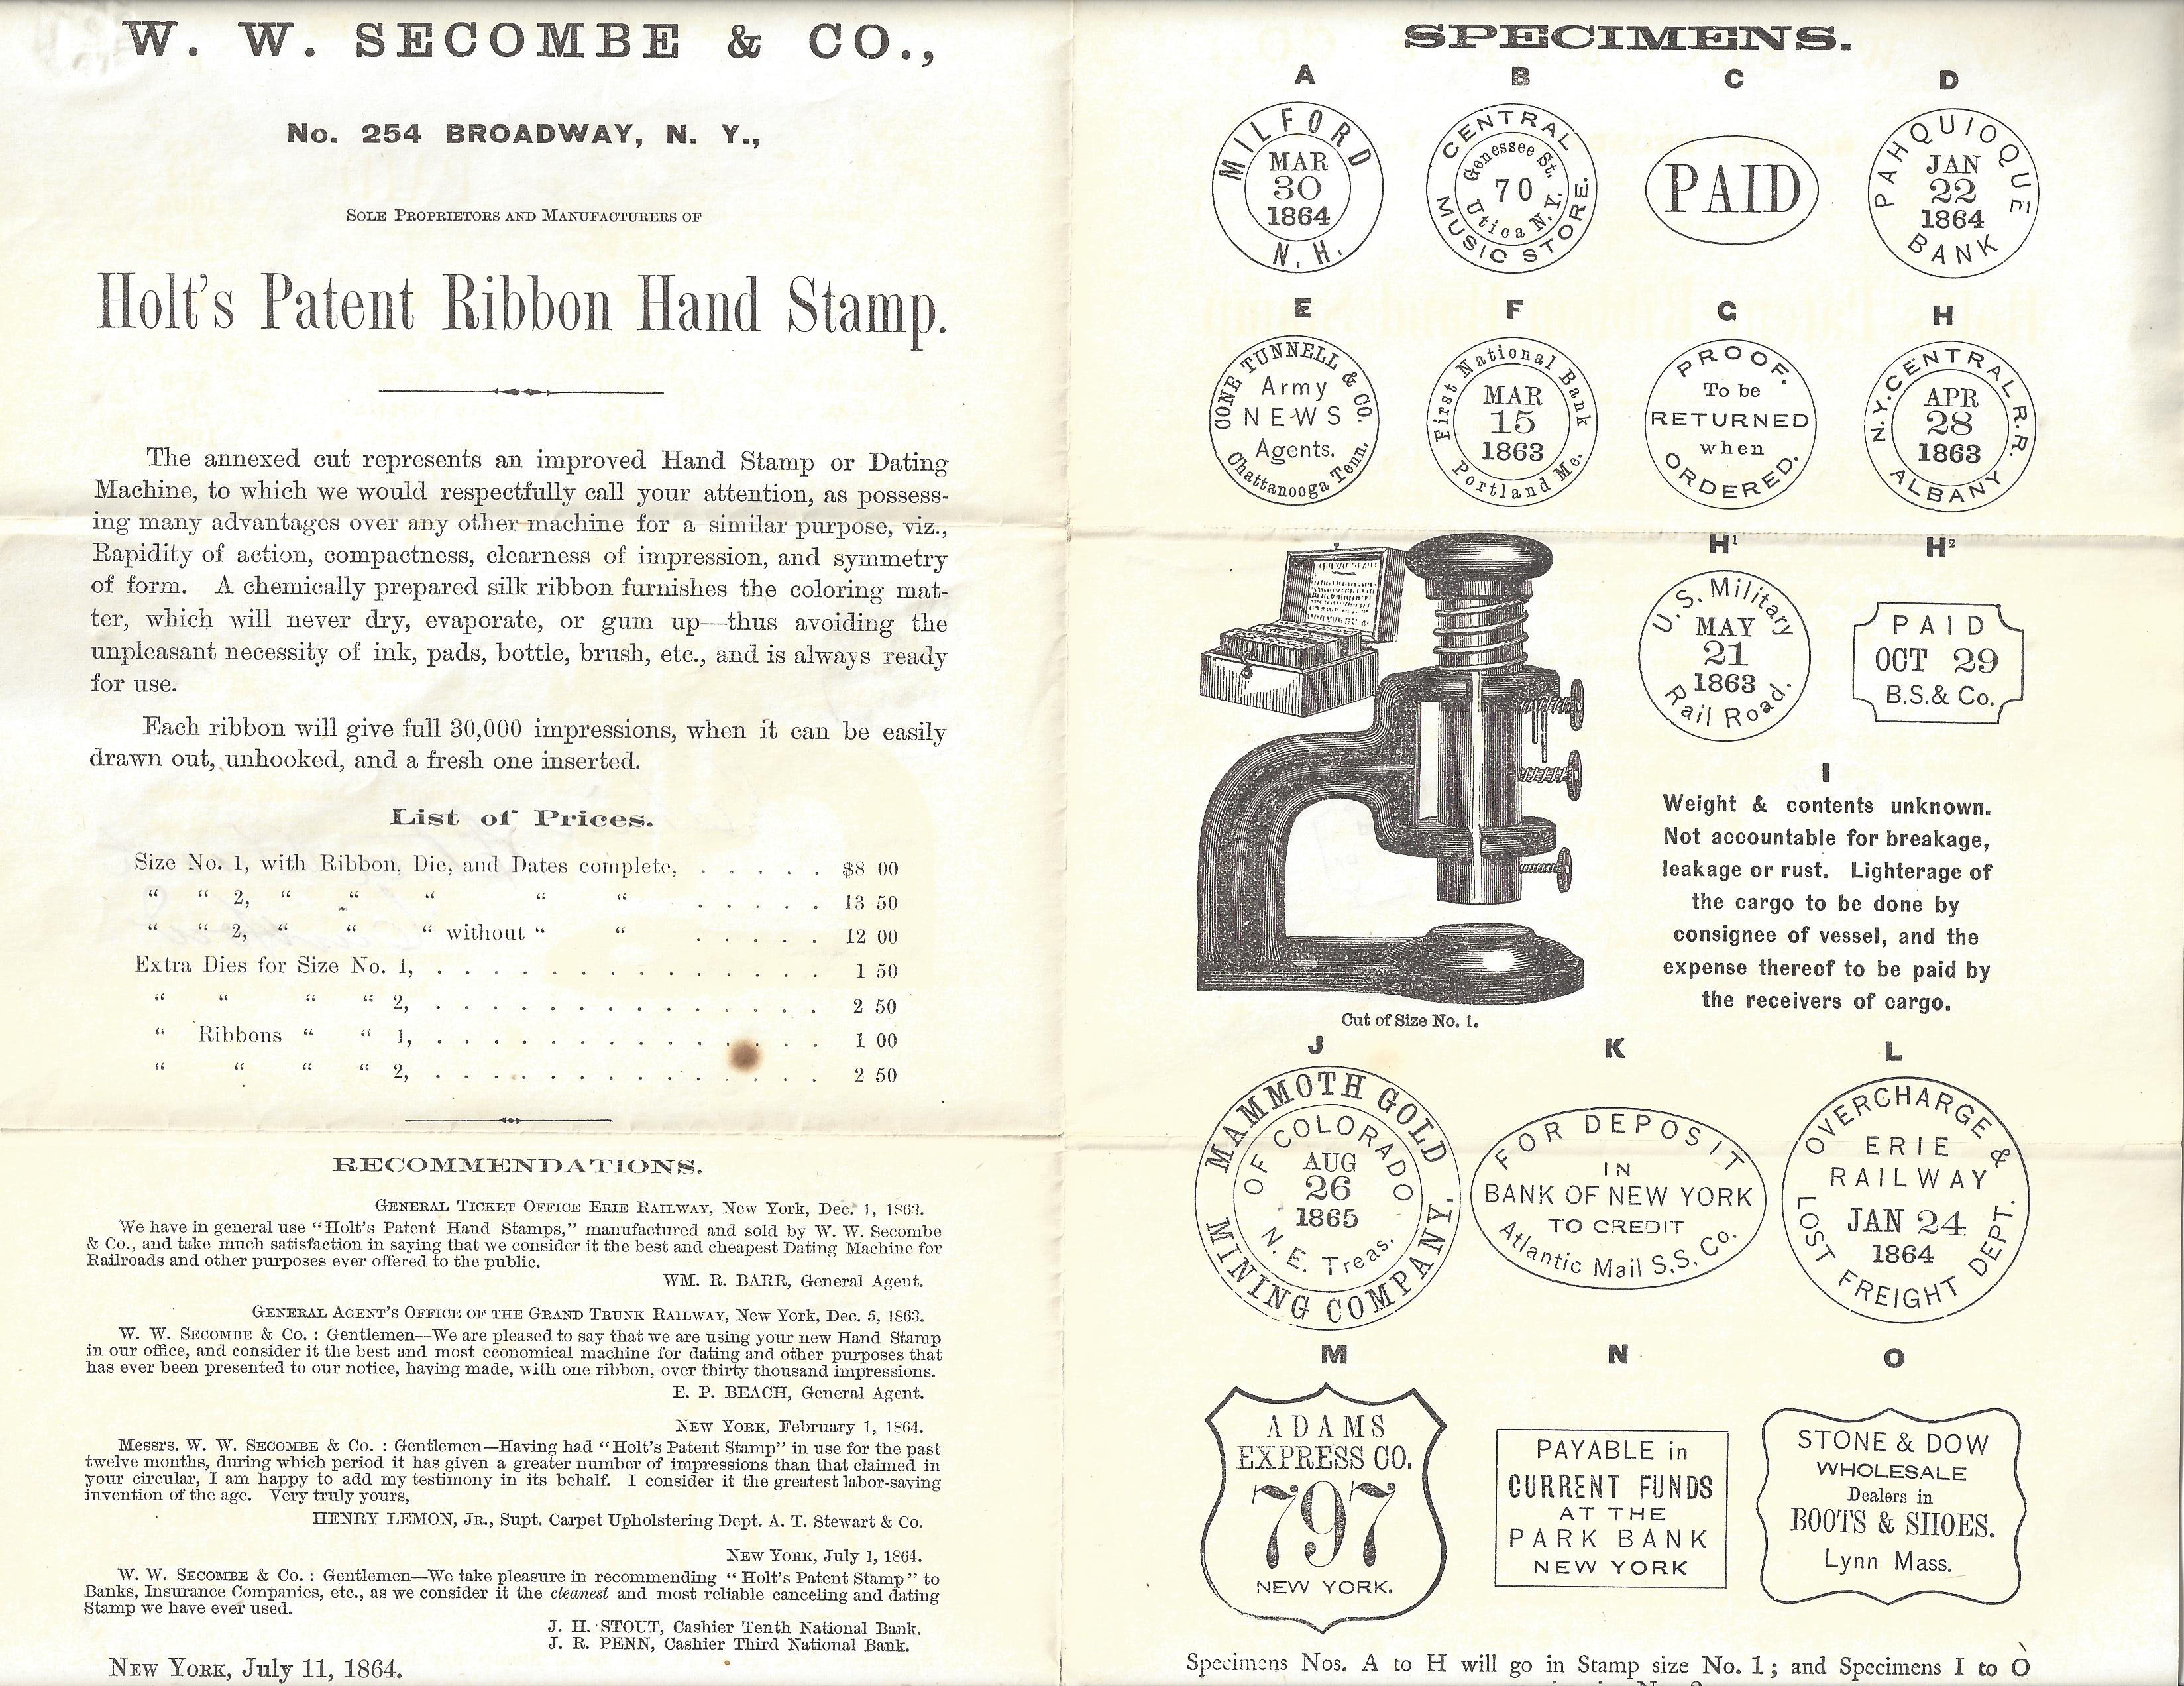 W. W. SECOMBE & CO.,
No. 254 BROADWAY, N. Y.,
SOLE PROPRIETORS AND MANUFACTURERS OF
Holt's Patent Ribbon Hand Stamp.
The annexed cut represents an improved Hand Stamp or Dating
Machine, to which we would respectfully call your attention, as possess-
ing many advantages over any other machine for a similar purpose, viz.,
Rapidity of action, compactness, clearness of impression, and symmetry
of form. A chemically prepared silk ribbon furnishes the coloring mat-
ter, which will never dry, evaporate, or gum up—thus avoiding the
unpleasant necessity of ink, pads, bottle, brush, etc., and is always ready
for use.
Each ribbon will give full 30,000 impressions, when it can be easily
drawn out, unhooked, and a fresh one inserted.
List of Prices.
Size No. 1, with Ribbon, Die, and Dates complete, . . . . . $8 00
“ “ 2, “ “ “ “ “ . . . . . 13 50
“ “ 2, “ “ “ without “ “ . . . . . 12 00
Extra Dies for Size No. 1, . . . . . . . . . . . . . . 1 50
“ “ “ “ 2, . . . . . . . . . . . . . . 2 50
“ Ribbons “ “ 1, . . . . . . . . . . . . . . 1 00
“ “ “ “ 2, . . . . . . . . . . . . . . 2 50
RECOMMENDATIONS.
GENERAL TICKET OFFICE ERIE RAILWAY, New York, Dec. 1, 1863.
We have in general use “Holt's Patent Hand Stamps,” manufactured and sold by W. W. Secombe
& Co., and take much satisfaction in saying that we consider it the best and cheapest Dating Machine for
Railroads and other purposes ever offered to the public.
WM. R. BARR, General Agent.
GENERAL AGENT'S OFFICE OF THE GRAND TRUNK RAILWAY, New York, Dec. 5, 1863.
W. W. SECOMBE & CO. : Gentlemen—We are pleased to say that we are using your new Hand Stamp
in our office, and consider it the best and most economical machine for dating and other purposes that
has ever been presented to our notice, having made, with one ribbon, over thirty thousand impressions.
E. P. BEACH, General Agent.
NEW YORK, February 1, 1864.
Messrs. W. W. SECOMBE & CO. : Gentlemen—Having had “Holt's Patent Stamp” in use for the past
twelve months, during which period it has given a greater number of impressions than that claimed in
your circular, I am happy to add my testimony in its behalf. I consider it the greatest labor-saving
invention of the age. Very truly yours,
HENRY LEMON, JR., Supt. Carpet Upholstering Dept. A. T. Stewart & Co.
NEW YORK, July 1, 1864.
W. W. SECOMBE & CO. : Gentlemen—We take pleasure in recommending “Holt's Patent Stamp” to
Banks, Insurance Companies, etc., as we consider it the cleanest and most reliable canceling and dating
Stamp we have ever used.
J. H. STOUT, Cashier Tenth National Bank.
J. R. PENN, Cashier Third National Bank.
NEW YORK, July 11, 1864.
SPECIMENS.
A
MILFORD
MAR
30
1864
N. H.
B
CENTRAL
Genessee St.
70
Utica N.Y.
MUSIC STORE.
C
PAID
D
PAHQUIOQUE
JAN
22
1864
BANK
E
CONE TUNNELL & CO.
Army
NEWS
Agents.
Chattanooga Tenn.
F
First National Bank
MAR
15
1863
Portland Me.
G
PROOF.
To be
RETURNED
when
ORDERED.
H
N.Y. CENTRAL R.R.
APR
28
1863
ALBANY
H¹
U.S. Military
MAY
21
1863
Rail Road.
H²
PAID
OCT 29
B.S. & Co.
I
Weight & contents unknown.
Not accountable for breakage,
leakage or rust. Lighterage of
the cargo to be done by
consignee of vessel, and the
expense thereof to be paid by
the receivers of cargo.
Cut of Size No. 1.
J
MAMMOTH GOLD
OF COLORADO
AUG
26
1865
N. E. Treas.
MINING COMPANY.
K
FOR DEPOSIT
IN
BANK OF NEW YORK
TO CREDIT
Atlantic Mail S.S. Co.
L
OVERCHARGE &
ERIE
RAILWAY
JAN 24
1864
LOST FREIGHT DEPT.
M
ADAMS
EXPRESS CO.
797
NEW YORK.
N
PAYABLE in
CURRENT FUNDS
AT THE
PARK BANK
NEW YORK
O
STONE & DOW
WHOLESALE
Dealers in
BOOTS & SHOES.
Lynn Mass.
Specimens Nos. A to H will go in Stamp size No. 1; and Specimens I to O